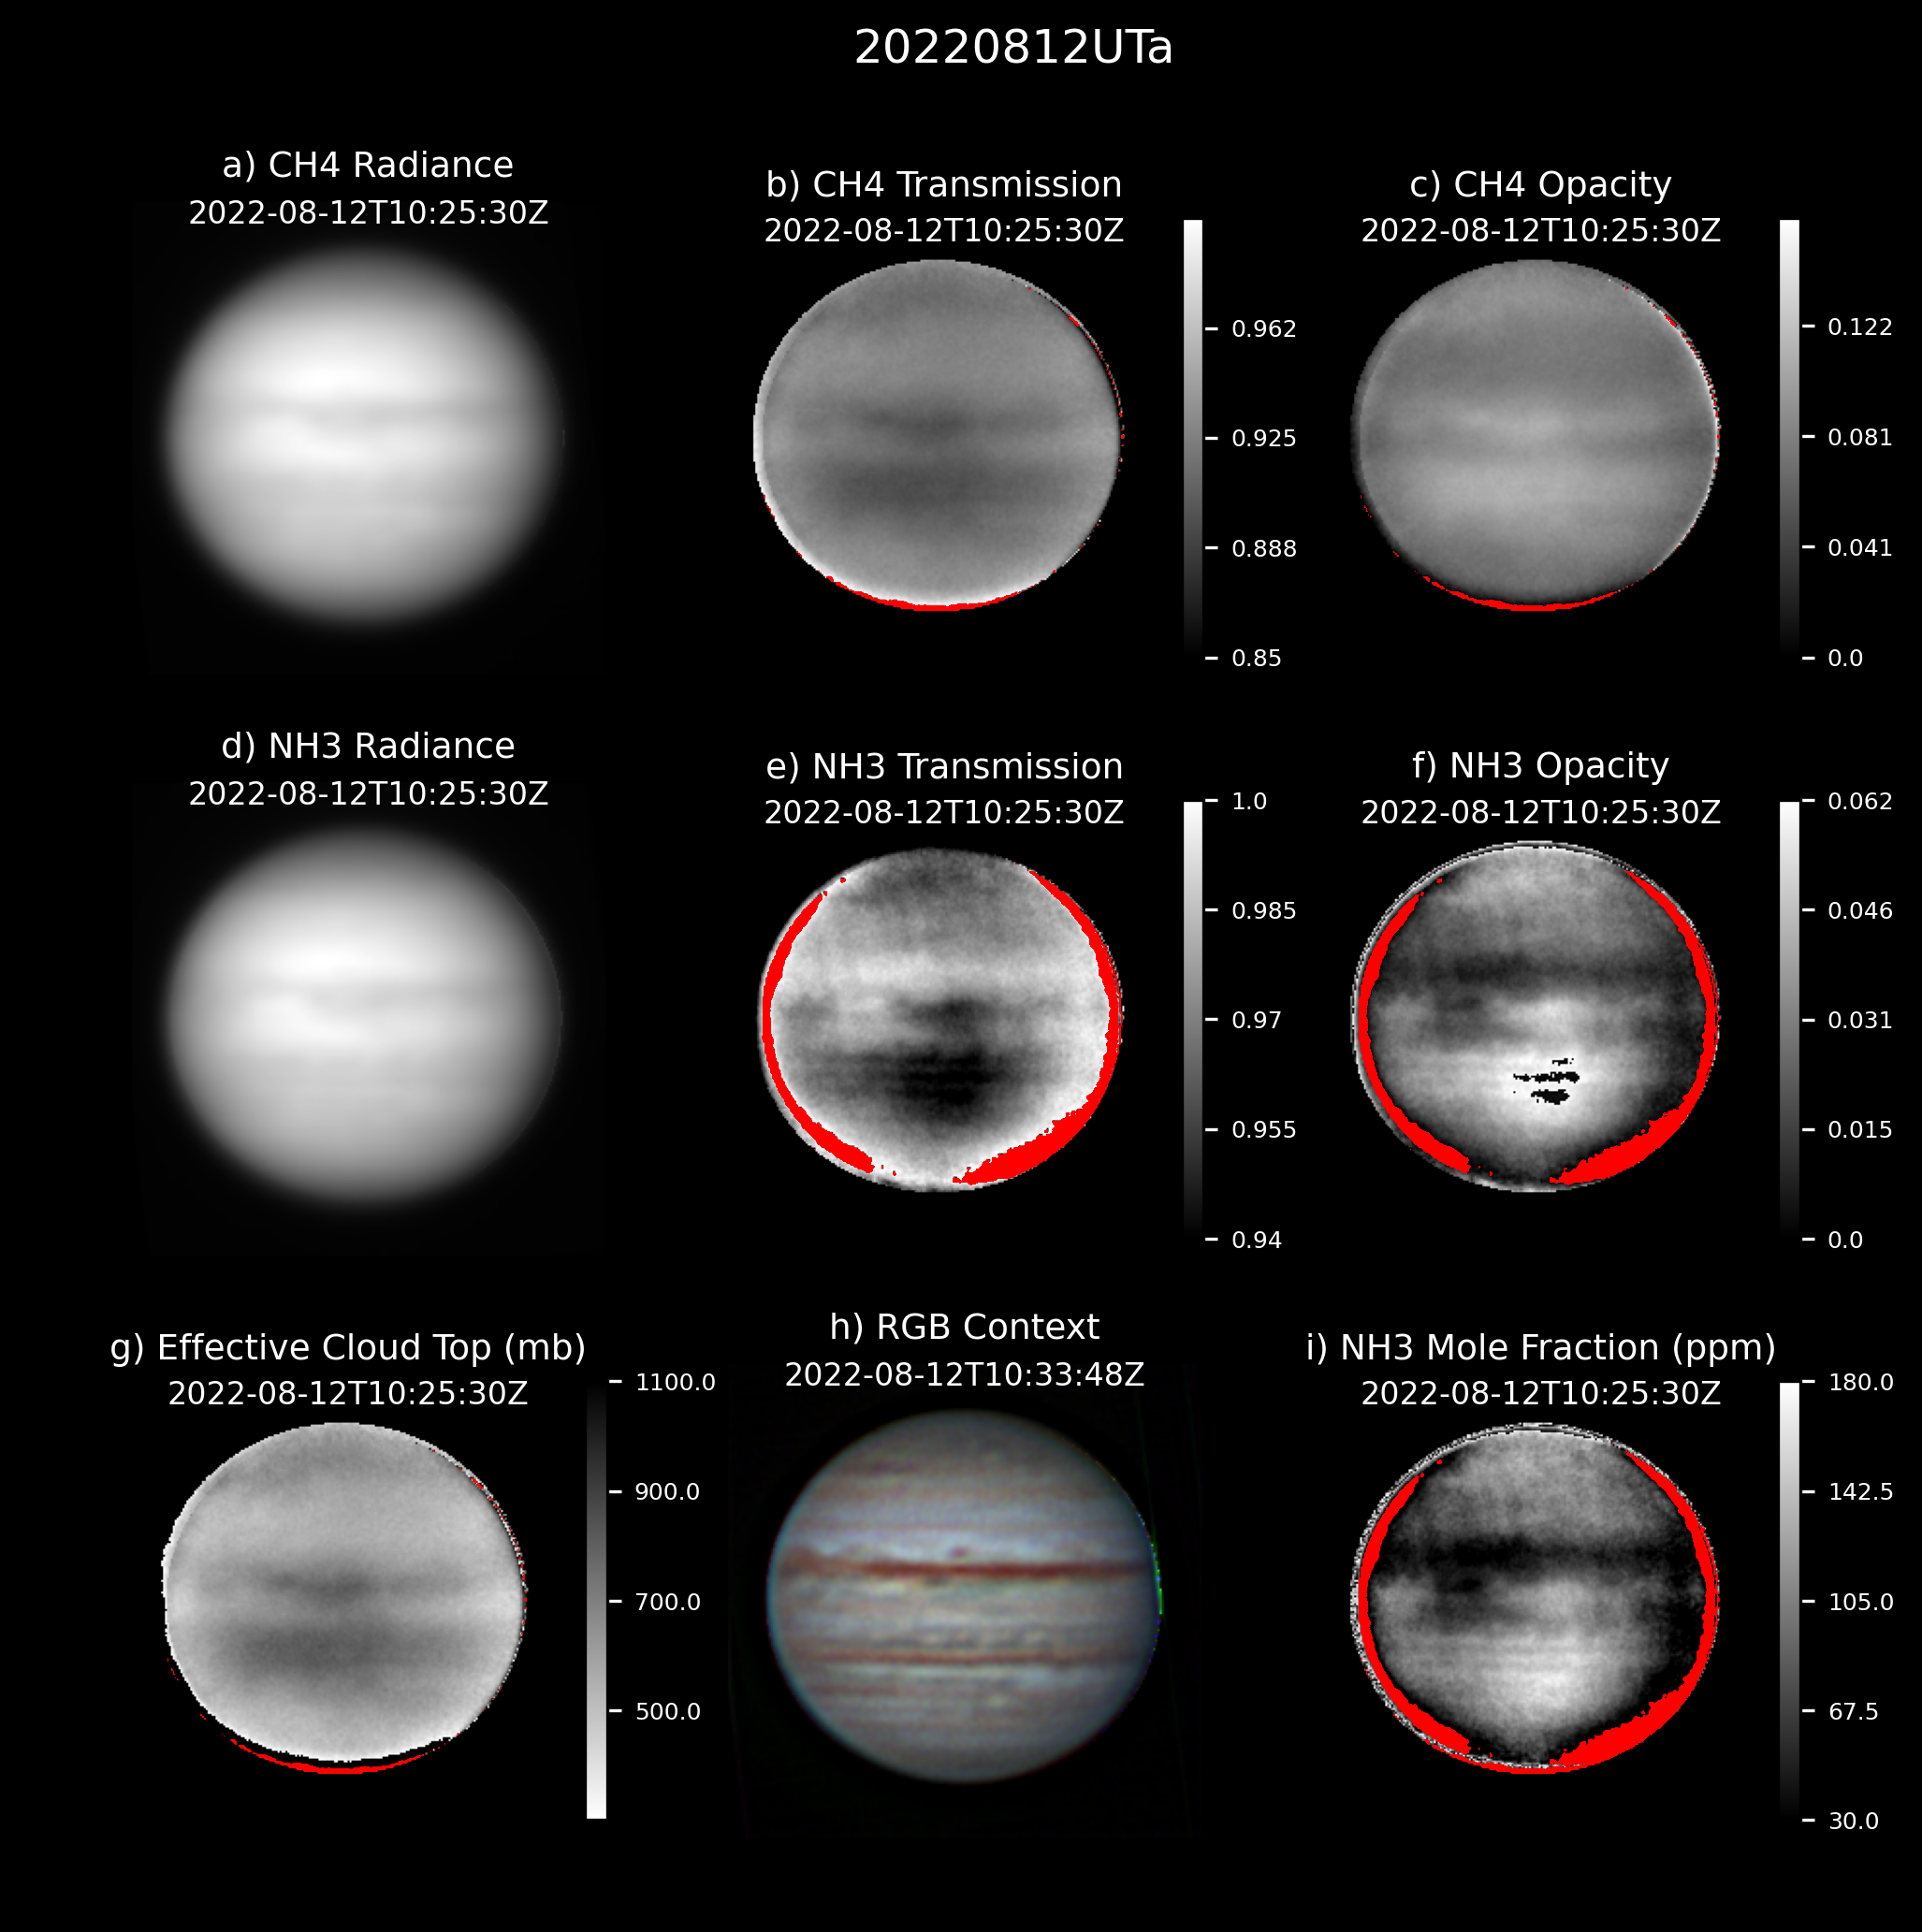 20220812UTa
a) CH4 Radiance
2022-08-12T10:25:30Z
b) CH4 Transmission
2022-08-12T10:25:30Z
0.962
0.925
0.888
0.85
c) CH4 Opacity
2022-08-12T10:25:30Z
0.122
0.081
0.041
0.0
d) NH3 Radiance
2022-08-12T10:25:30Z
e) NH3 Transmission
2022-08-12T10:25:30Z
1.0
0.985
0.97
0.955
0.94
f) NH3 Opacity
2022-08-12T10:25:30Z
0.062
0.046
0.031
0.015
0.0
g) Effective Cloud Top (mb)
2022-08-12T10:25:30Z
1100.0
900.0
700.0
500.0
h) RGB Context
2022-08-12T10:33:48Z
i) NH3 Mole Fraction (ppm)
2022-08-12T10:25:30Z
180.0
142.5
105.0
67.5
30.0